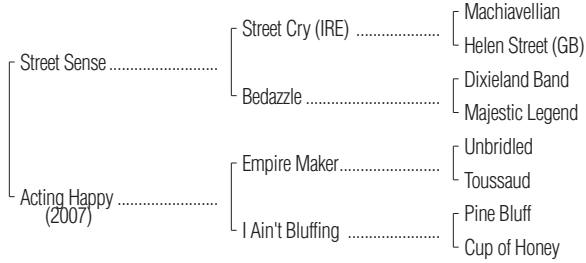 Machiavellian
Street Cry (IRE) ...................
Helen Street (GB)
Street Sense .........................
Dixieland Band
Bedazzle ...............................
Majestic Legend
Unbridled
Empire Maker.......................
Toussaud
Acting Happy .......................
(2007)
Pine Bluff
I Ain't Bluffing .....................
Cup of Honey